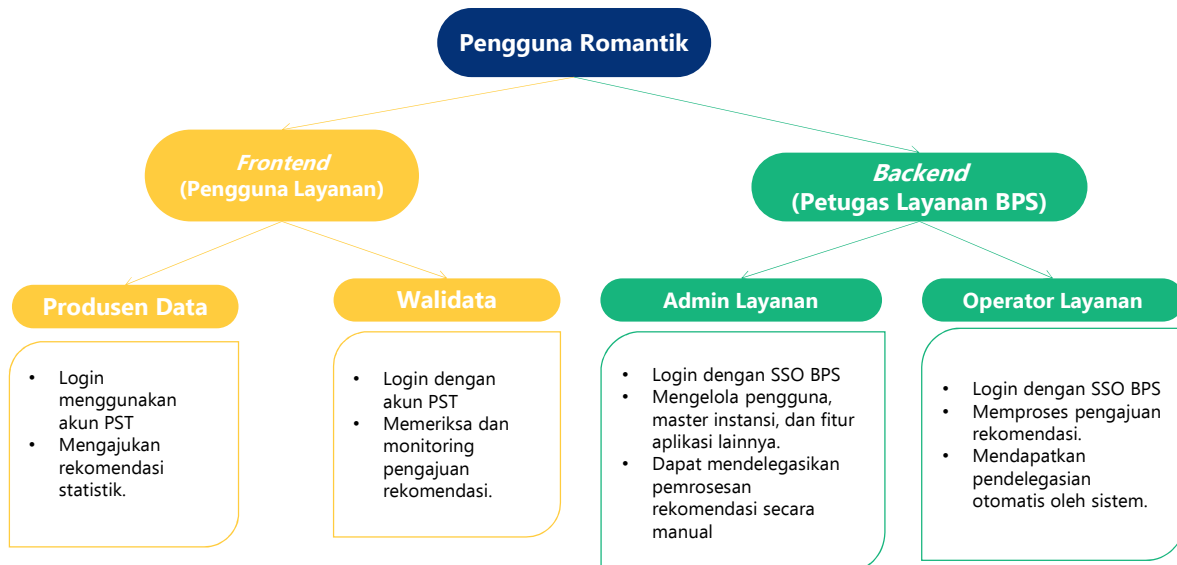 Pengguna Romantik
Frontend
(Pengguna Layanan)
Backend
(Petugas Layanan BPS)
Produsen Data
• Login
menggunakan
akun PST
• Mengajukan
rekomendasi
statistik.
Walidata
• Login dengan
akun PST
• Memeriksa dan
monitoring
pengajuan
rekomendasi.
Admin Layanan
• Login dengan SSO BPS
• Mengelola pengguna,
master instansi, dan fitur
aplikasi lainnya.
• Dapat mendelegasikan
pemrosesan
rekomendasi secara
manual
Operator Layanan
• Login dengan SSO BPS
• Memproses pengajuan
rekomendasi.
• Mendapatkan
pendelegasian
otomatis oleh sistem.